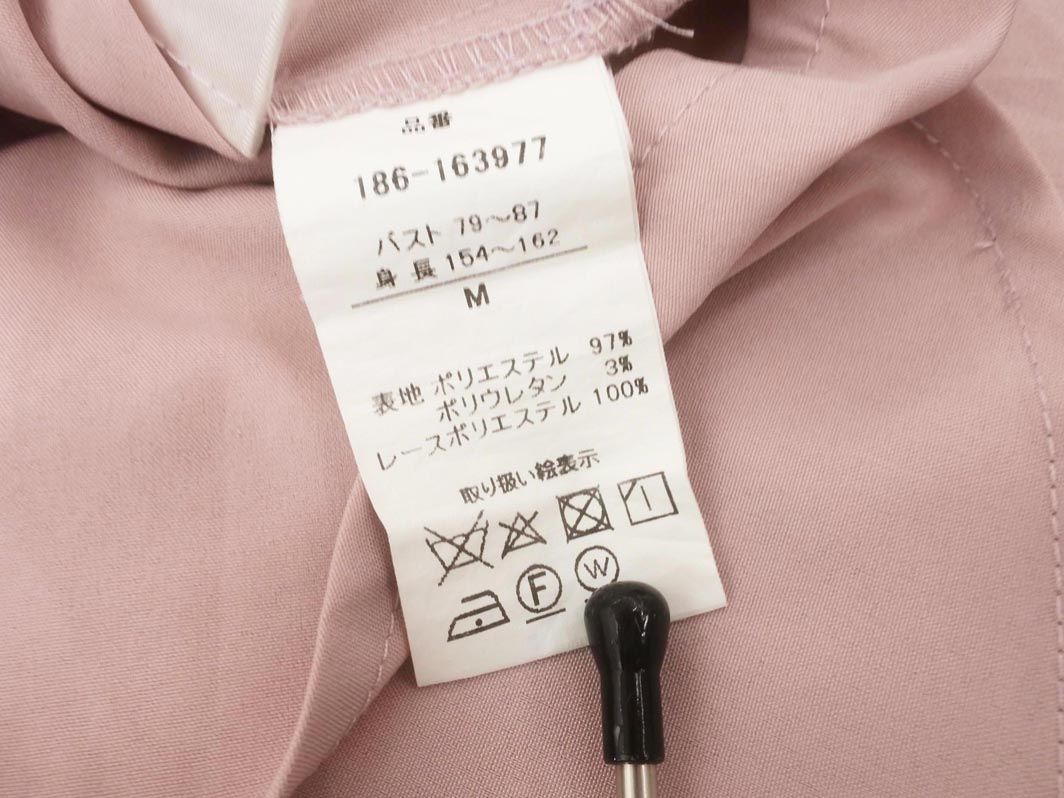 品番
186-163977
バスト 79～87
身長 154～162
M
表地 ポリエステル 97%
ポリウレタン 3%
レースポリエステル 100%
取り扱い絵表示
F
W